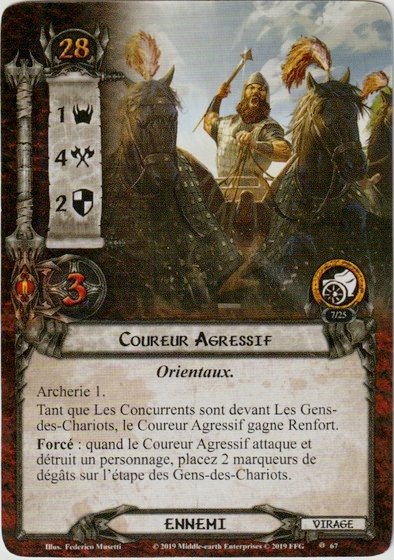 28
1
4
2
3
7/25
Coureur Agressif
Orientaux.
Archerie 1.
Tant que Les Concurrents sont devant Les Gens-
des-Chariots, le Coureur Agressif gagne Renfort.
Forcé : quand le Coureur Agressif attaque et
détruit un personnage, placez 2 marqueurs de
dégâts sur l'étape des Gens-des-Chariots.
ENNEMI
VIRAGE
Illus. Federico Musetti
© 2019 Middle-earth Enterprises © 2019 FFG
67